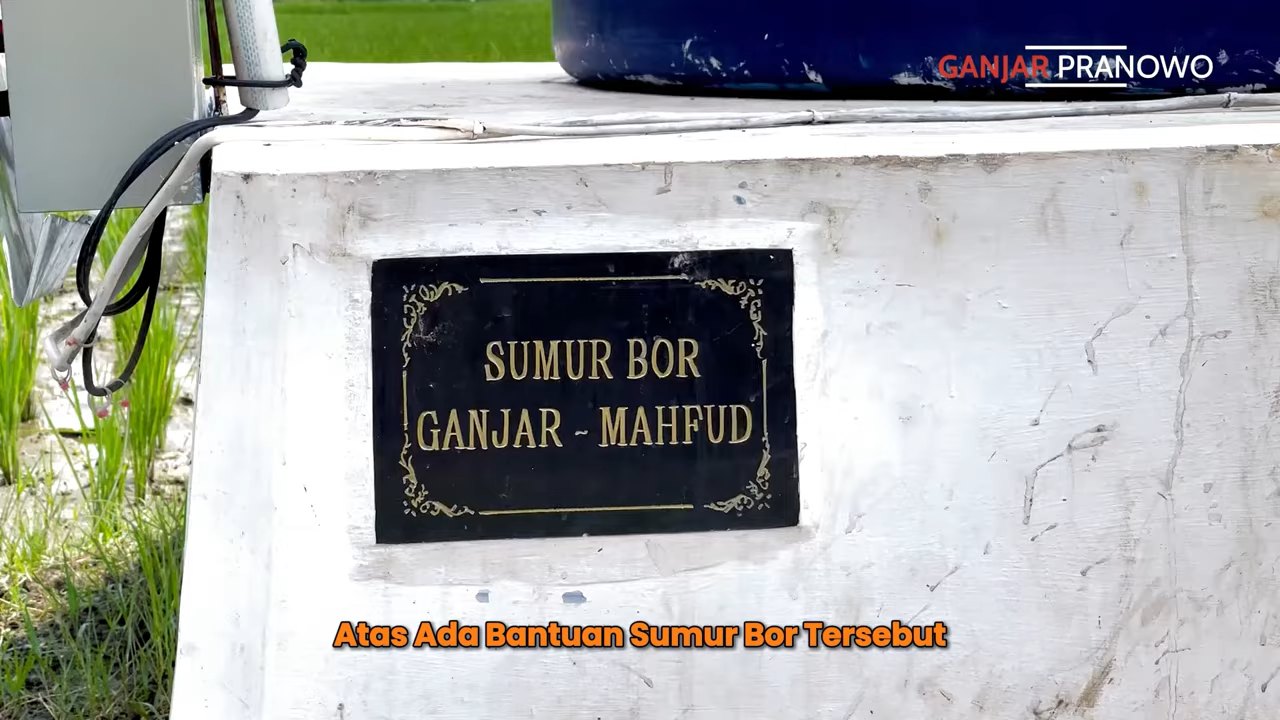 GANJAR PRANOWO
SUMUR BOR
GANJAR ~ MAHFUD
Atas Ada Bantuan Sumur Bor Tersebut